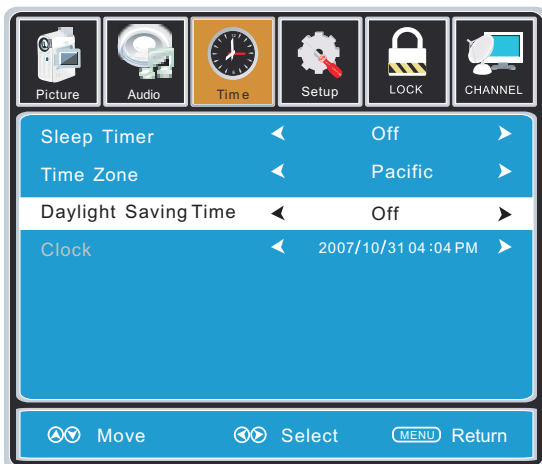 Picture Audio Time Setup LOCK CHANNEL
Sleep Timer Off
Time Zone Pacific
Daylight Saving Time Off
Clock 2007/10/31 04:04 PM
Move Select MENU Return